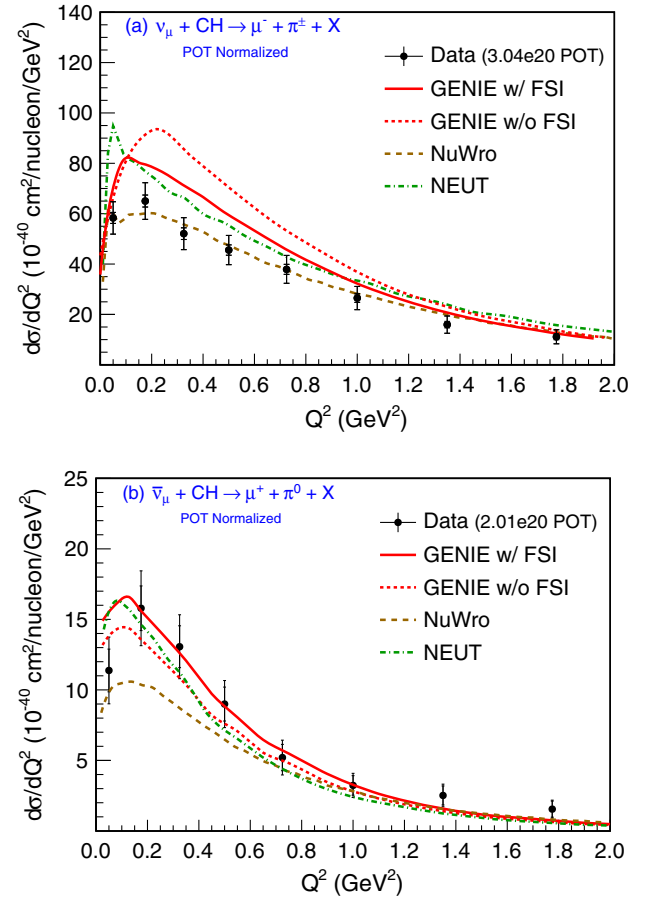 (a) νμ + CH → μ⁻ + π± + X
POT Normalized
Data (3.04e20 POT)
GENIE w/ FSI
GENIE w/o FSI
NuWro
NEUT
140
120
100
80
60
40
20
dσ/dQ² (10⁻⁴⁰ cm²/nucleon/GeV²)
0.0 0.2 0.4 0.6 0.8 1.0 1.2 1.4 1.6 1.8 2.0
Q² (GeV²)
(b) ν̄μ + CH → μ⁺ + π⁰ + X
POT Normalized
Data (2.01e20 POT)
GENIE w/ FSI
GENIE w/o FSI
NuWro
NEUT
25
20
15
10
5
dσ/dQ² (10⁻⁴⁰ cm²/nucleon/GeV²)
0.0 0.2 0.4 0.6 0.8 1.0 1.2 1.4 1.6 1.8 2.0
Q² (GeV²)